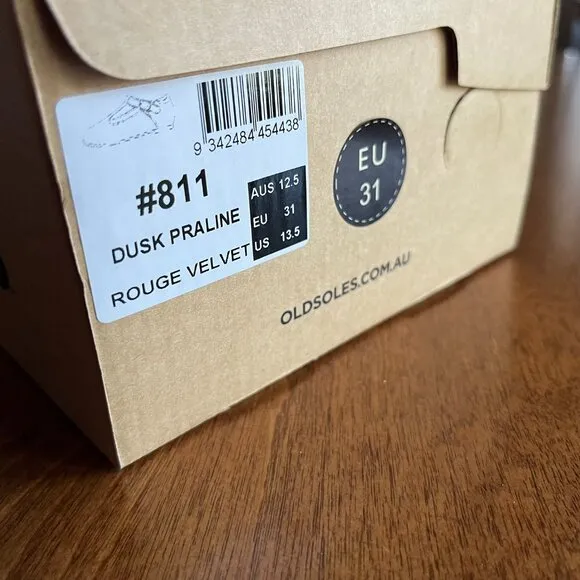 9 342484 454438
#811
DUSK PRALINE
ROUGE VELVET
AUS 12.5
EU 31
US 13.5
EU
31
OLDSOLES.COM.AU